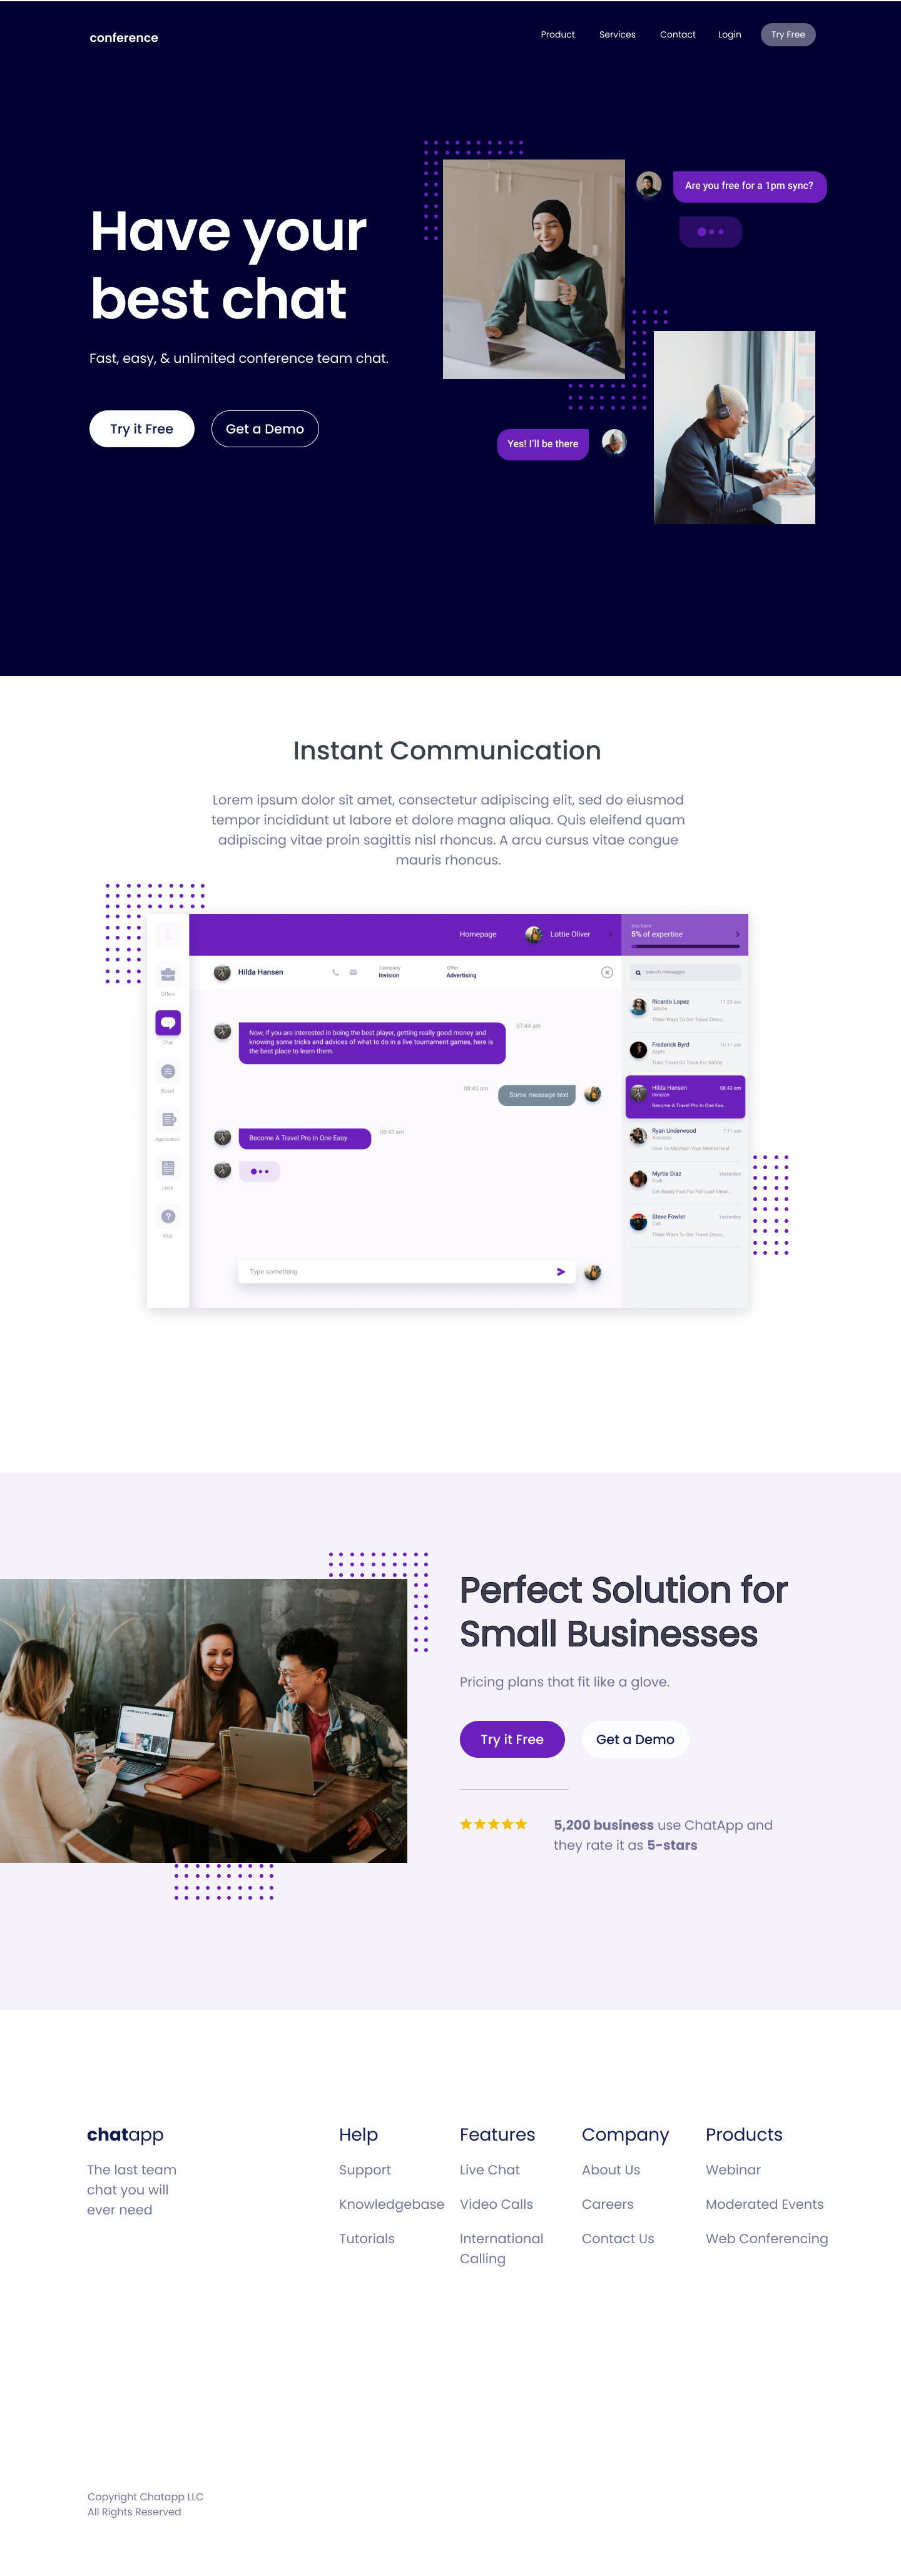 conference
Product
Services
Contact
Login
Try Free
Have your
best chat
Fast, easy, & unlimited conference team chat.
Try it Free
Get a Demo
Are you free for a 1pm sync?
Yes! I'll be there
Instant Communication
Lorem ipsum dolor sit amet, consectetur adipiscing elit, sed do eiusmod
tempor incididunt ut labore et dolore magna aliqua. Quis eleifend quam
adipiscing vitae proin sagittis nisl rhoncus. A arcu cursus vitae congue
mauris rhoncus.
L
Offers
Chat
Board
Application
Lists
FAQ
Homepage
Lottie Oliver
you have
5% of expertise
Hilda Hansen
Company
Invision
Offer
Advertising
search messages
Now, if you are interested in being the best player, getting really good money and
knowing some tricks and advices of what to do in a live tournament games, here is
the best place to learn them.
07:44 am
08:43 am
Some message text
Become A Travel Pro In One Easy
08:43 am
Type something
Ricardo Lopez
11:23 am
Adobe
Three Ways To Get Travel Disco...
Frederick Byrd
10:11 am
Apple
Train Travel On Track For Safety
Hilda Hansen
08:43 am
Invision
Become A Travel Pro In One Eas...
Ryan Underwood
7:11 am
Avocode
How To Maintain Your Mental Heal..
Myrtie Diaz
Yesterday
Audi
Get Ready Fast For Fall Leaf Viewi...
Steve Fowler
Yesterday
Dell
Three Ways To Get Travel Disco...
Perfect Solution for
Small Businesses
Pricing plans that fit like a glove.
Try it Free
Get a Demo
5,200 business use ChatApp and
they rate it as 5-stars
chatapp
The last team
chat you will
ever need
Help
Support
Knowledgebase
Tutorials
Features
Live Chat
Video Calls
International
Calling
Company
About Us
Careers
Contact Us
Products
Webinar
Moderated Events
Web Conferencing
Copyright Chatapp LLC
All Rights Reserved